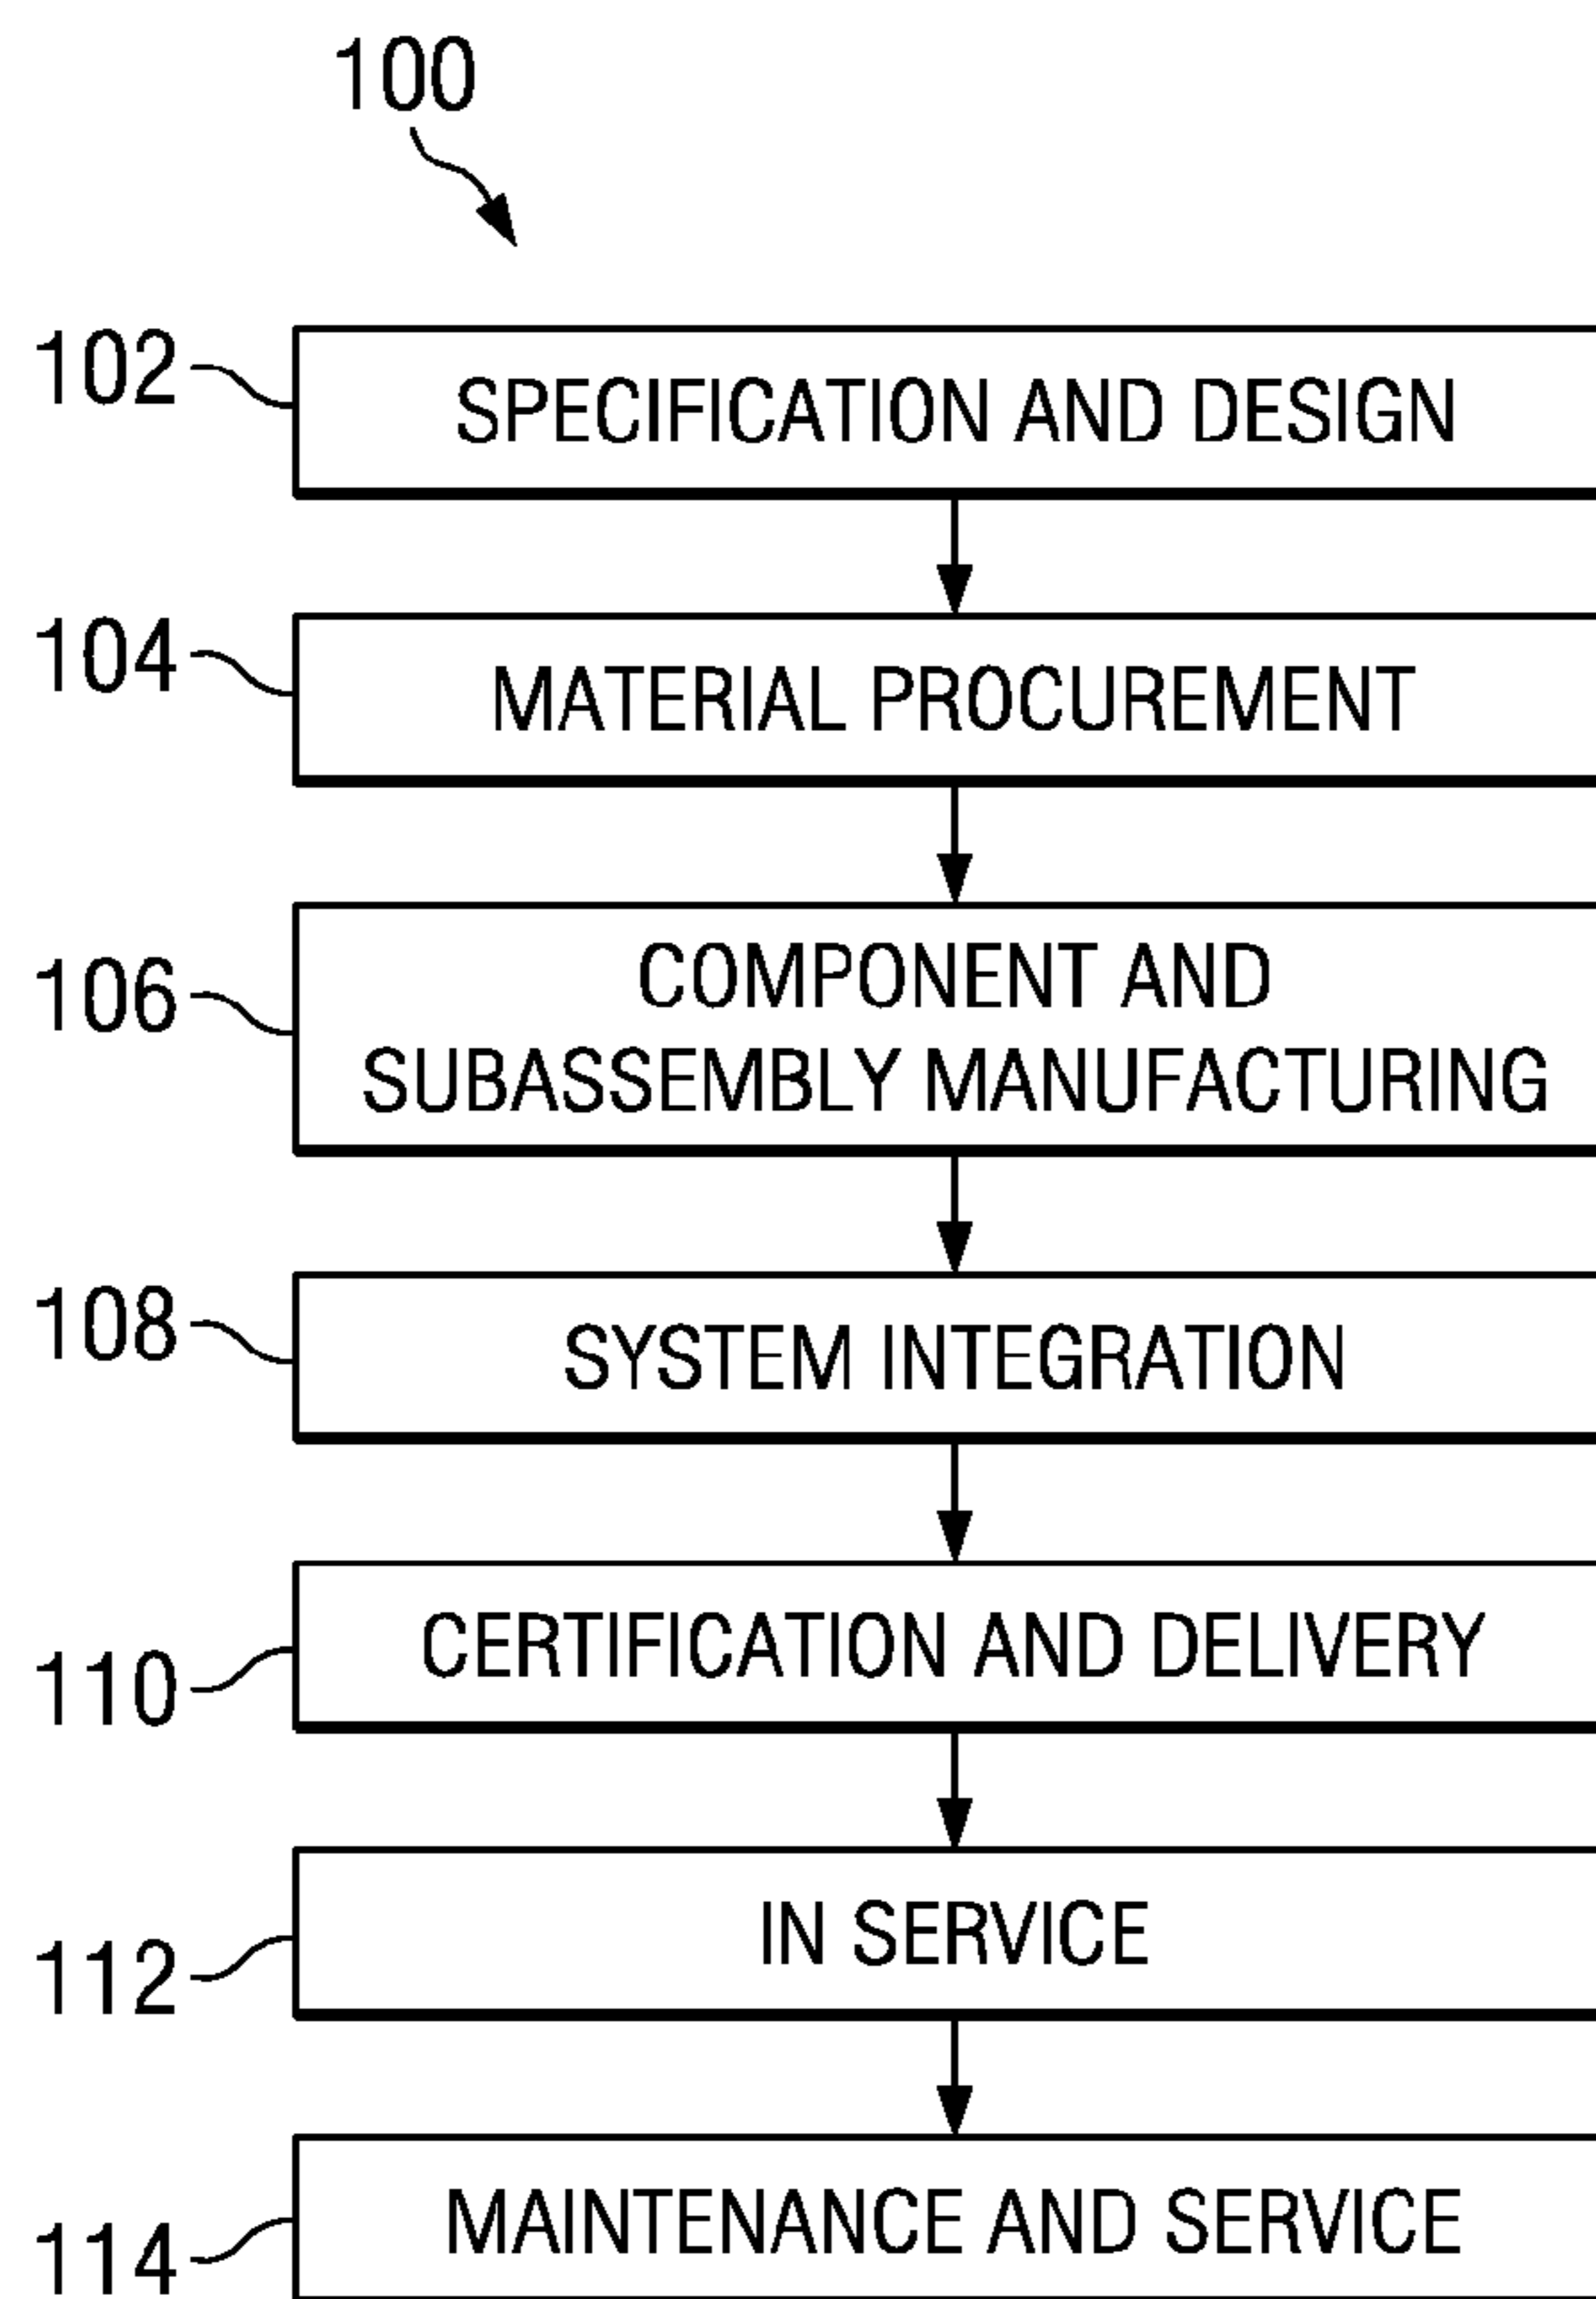 100
102
SPECIFICATION AND DESIGN
104
MATERIAL PROCUREMENT
106
COMPONENT AND
SUBASSEMBLY MANUFACTURING
108
SYSTEM INTEGRATION
110
CERTIFICATION AND DELIVERY
112
IN SERVICE
114
MAINTENANCE AND SERVICE